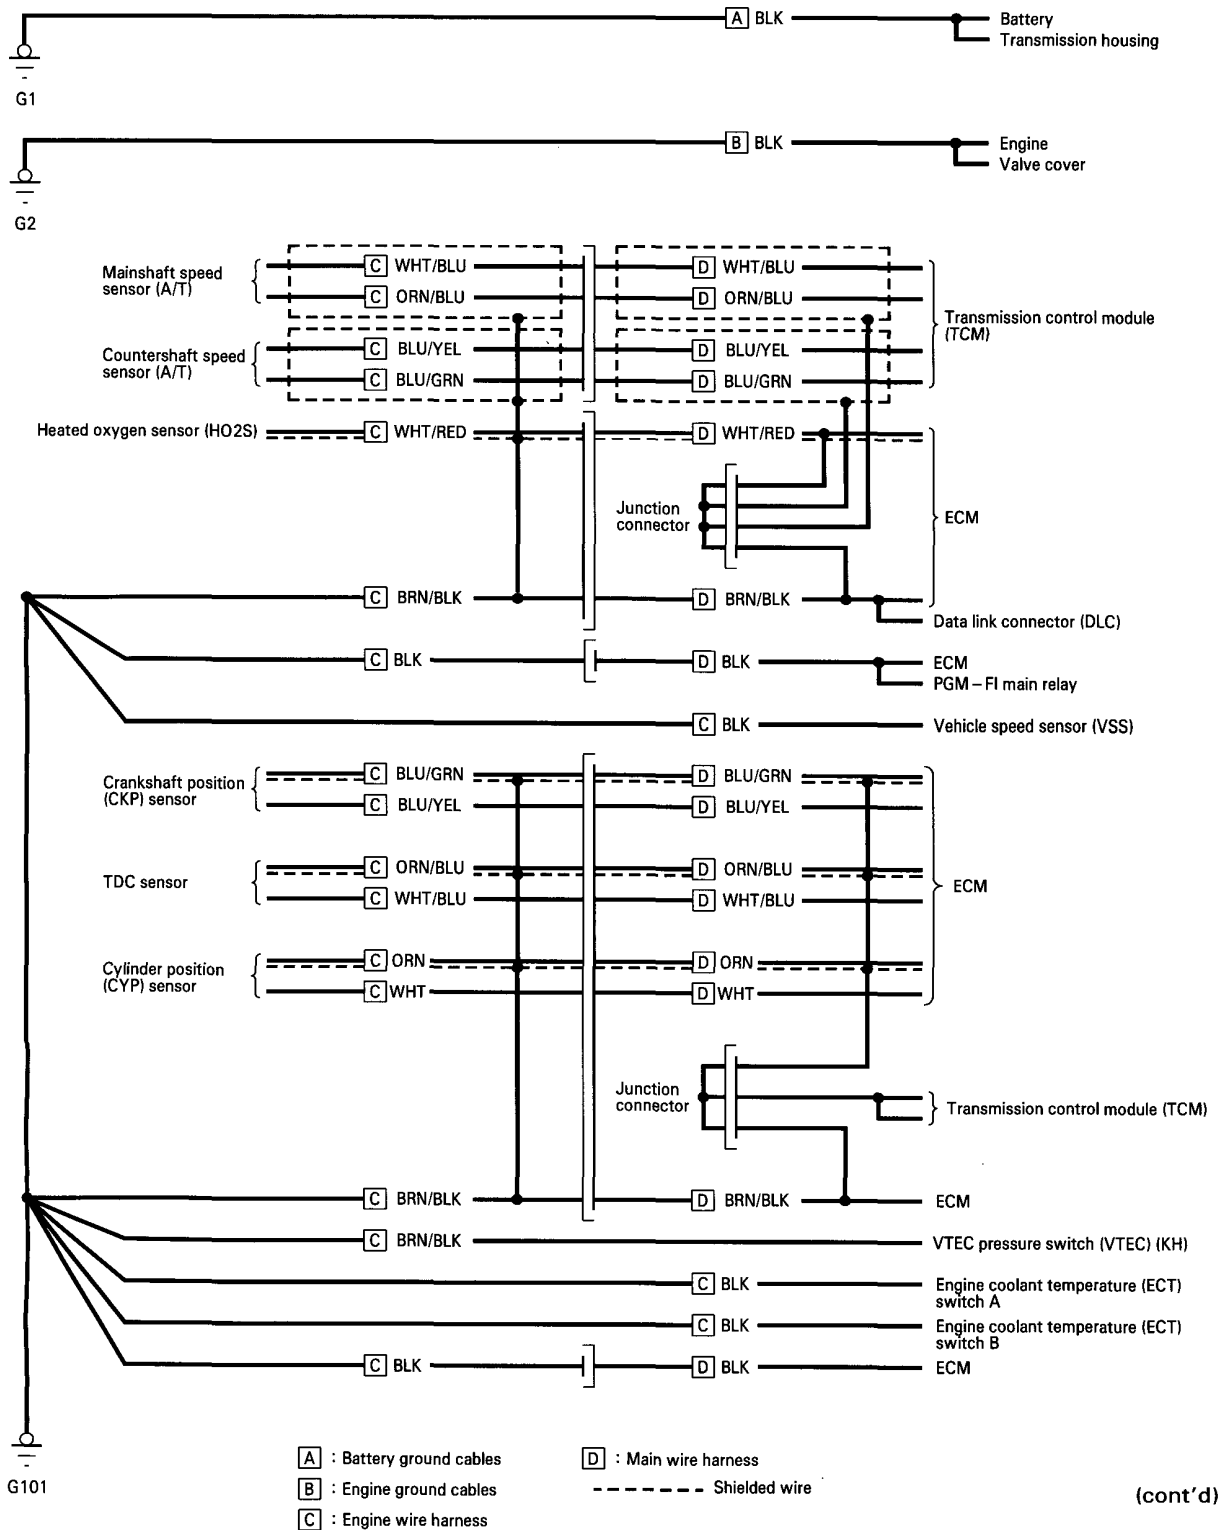 A BLK Battery
Transmission housing
G1
B BLK Engine
Valve cover
G2
Mainshaft speed
sensor (A/T)
C WHT/BLU D WHT/BLU
C ORN/BLU D ORN/BLU
Transmission control module
(TCM)
Countershaft speed
sensor (A/T)
C BLU/YEL D BLU/YEL
C BLU/GRN D BLU/GRN
Heated oxygen sensor (HO2S) C WHT/RED D WHT/RED
Junction
connector
ECM
C BRN/BLK D BRN/BLK
Data link connector (DLC)
C BLK D BLK ECM
PGM – FI main relay
C BLK Vehicle speed sensor (VSS)
Crankshaft position
(CKP) sensor
C BLU/GRN D BLU/GRN
C BLU/YEL D BLU/YEL
TDC sensor
C ORN/BLU D ORN/BLU
C WHT/BLU D WHT/BLU
ECM
Cylinder position
(CYP) sensor
C ORN D ORN
C WHT D WHT
Junction
connector
Transmission control module (TCM)
C BRN/BLK D BRN/BLK ECM
C BRN/BLK VTEC pressure switch (VTEC) (KH)
C BLK Engine coolant temperature (ECT)
switch A
C BLK Engine coolant temperature (ECT)
switch B
C BLK D BLK ECM
G101
A : Battery ground cables
B : Engine ground cables
C : Engine wire harness
D : Main wire harness
Shielded wire
(cont'd)